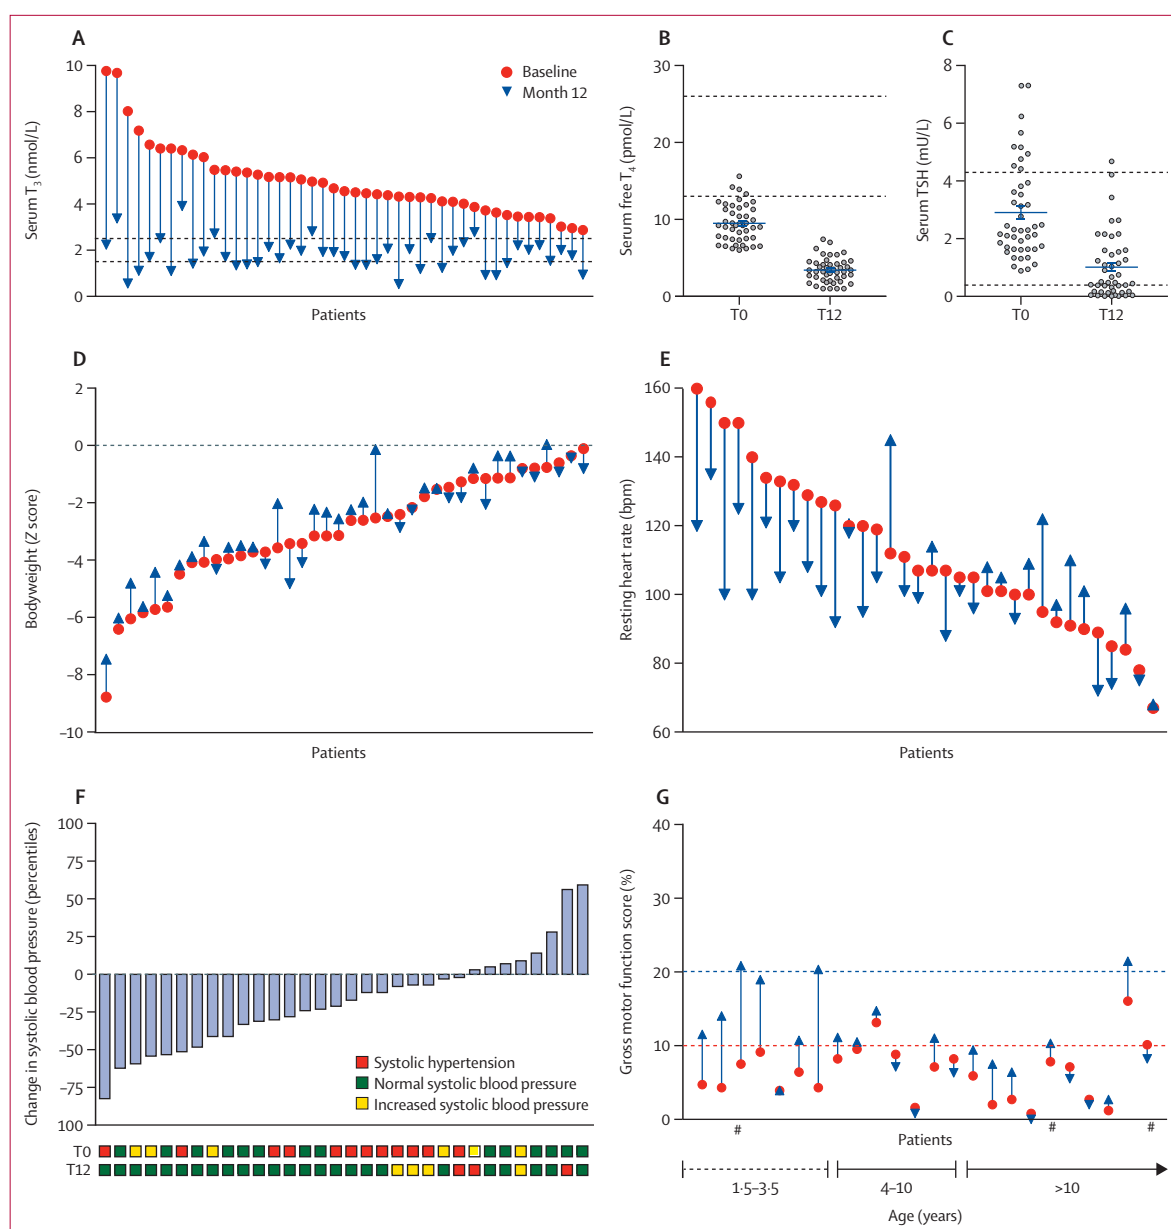 A
Serum T3 (nmol/L)
10
8
6
4
2
0
Baseline
Month 12
Patients
B
Serum free T4 (pmol/L)
30
20
10
0
T0
T12
C
Serum TSH (mU/L)
8
6
4
2
0
T0
T12
D
Bodyweight (Z score)
2
0
–2
–4
–6
–8
–10
Patients
E
Resting heart rate (bpm)
160
140
120
100
80
60
Patients
F
Change in systolic blood pressure (percentiles)
100
75
50
25
0
–25
–50
–75
100
Systolic hypertension
Normal systolic blood pressure
Increased systolic blood pressure
T0
T12
G
Gross motor function score (%)
40
30
20
10
0
#
#
#
Patients
1·5–3·5
4–10
>10
Age (years)